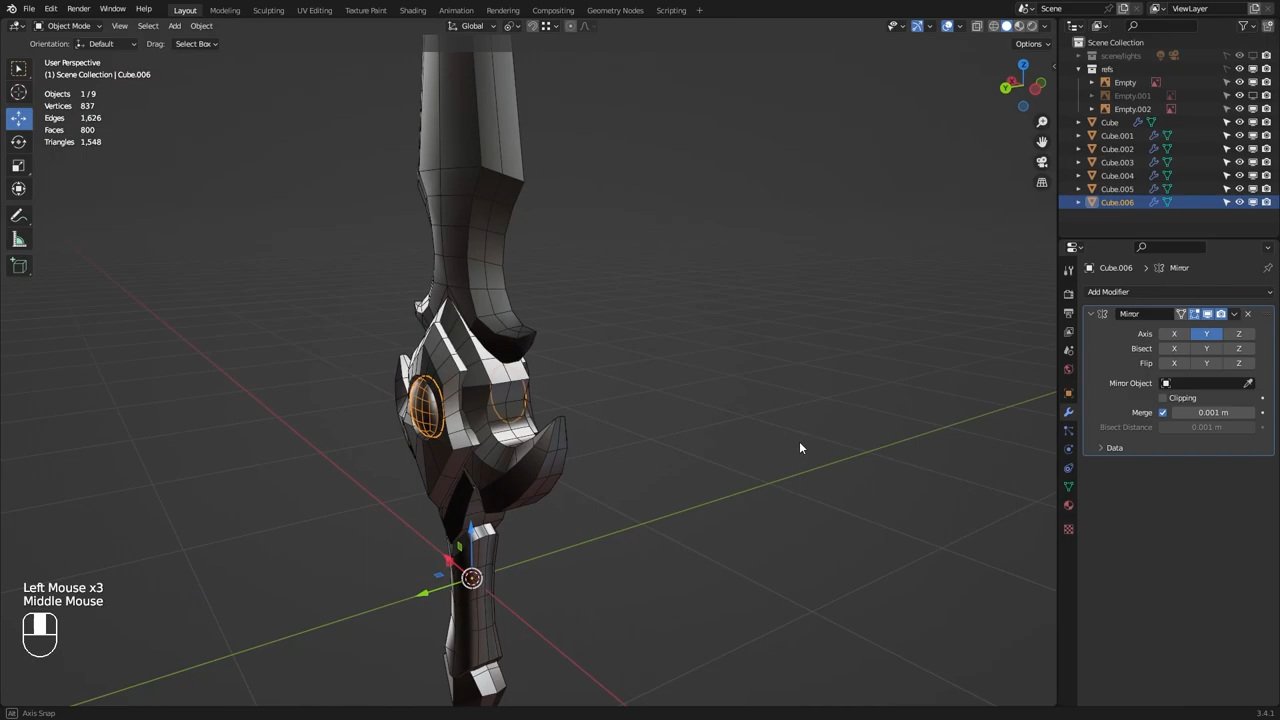 File Edit Render Window Help Layout Modeling Sculpting UV Editing Texture Paint Shading Animation Rendering Compositing Geometry Nodes Scripting + Scene ViewLayer
Object Mode View Select Add Object Global
Orientation: Default Drag: Select Box Options
User Perspective
(1) Scene Collection | Cube.006
Objects 1/9
Vertices 837
Edges 1,626
Faces 800
Triangles 1,548
Z
Y
Scene Collection
scene/lights
refs
Empty
Empty.001
Empty.002
Cube
Cube.001
Cube.002
Cube.003
Cube.004
Cube.005
Cube.006
Cube.006 > Mirror
Add Modifier
Mirror
Axis X Y Z
Bisect X Y Z
Flip X Y Z
Mirror Object
Clipping
Merge 0.001 m
Bisect Distance 0.001 m
Data
Left Mouse x3
Middle Mouse
Alt Axis Snap 3.4.1